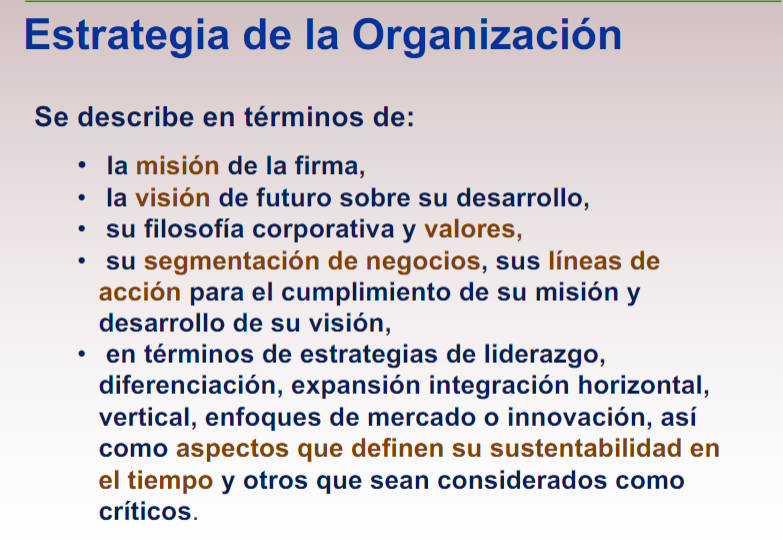 Estrategia de la Organización
Se describe en términos de:
• la misión de la firma,
• la visión de futuro sobre su desarrollo,
• su filosofía corporativa y valores,
• su segmentación de negocios, sus líneas de
acción para el cumplimiento de su misión y
desarrollo de su visión,
• en términos de estrategias de liderazgo,
diferenciación, expansión integración horizontal,
vertical, enfoques de mercado o innovación, así
como aspectos que definen su sustentabilidad en
el tiempo y otros que sean considerados como
críticos.